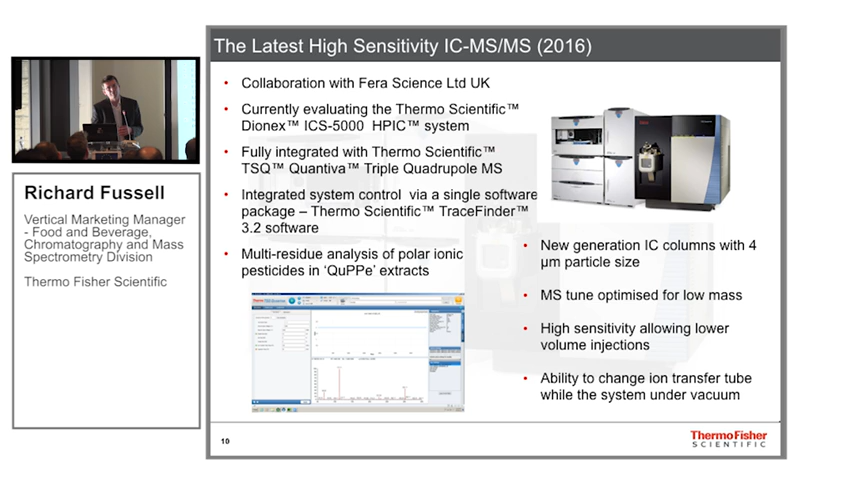 The Latest High Sensitivity IC-MS/MS (2016)
Richard Fussell
Vertical Marketing Manager
- Food and Beverage,
Chromatography and Mass
Spectrometry Division
Thermo Fisher Scientific
• Collaboration with Fera Science Ltd UK
• Currently evaluating the Thermo Scientific™
Dionex™ ICS-5000 HPIC™ system
• Fully integrated with Thermo Scientific™
TSQ™ Quantiva™ Triple Quadrupole MS
• Integrated system control via a single software
package – Thermo Scientific™ TraceFinder™
3.2 software
• Multi-residue analysis of polar ionic
pesticides in ‘QuPPe’ extracts
• New generation IC columns with 4
µm particle size
• MS tune optimised for low mass
• High sensitivity allowing lower
volume injections
• Ability to change ion transfer tube
while the system under vacuum
10
ThermoFisher
SCIENTIFIC